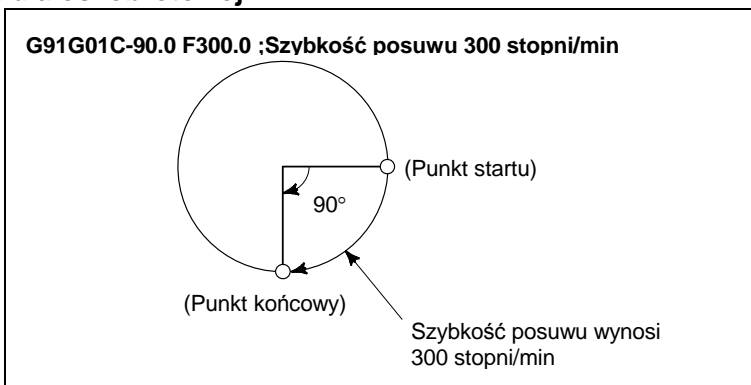 G91G01C-90.0 F300.0 ;Szybkość posuwu 300 stopni/min
(Punkt startu)
90°
(Punkt końcowy)
Szybkość posuwu wynosi
300 stopni/min